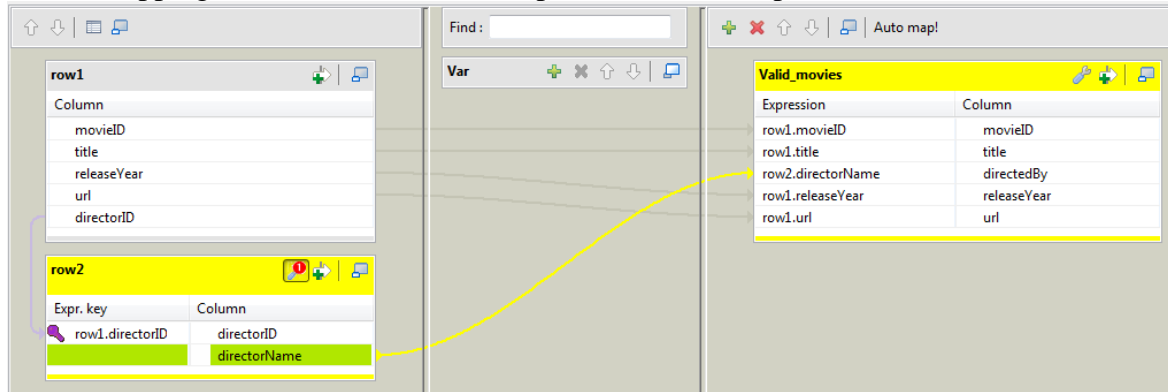 Find :
Auto map!
row1
Column
movieID
title
releaseYear
url
directorID
row2
Expr. key Column
row1.directorID directorID
directorName
Var
Valid_movies
Expression Column
row1.movieID movieID
row1.title title
row2.directorName directedBy
row1.releaseYear releaseYear
row1.url url